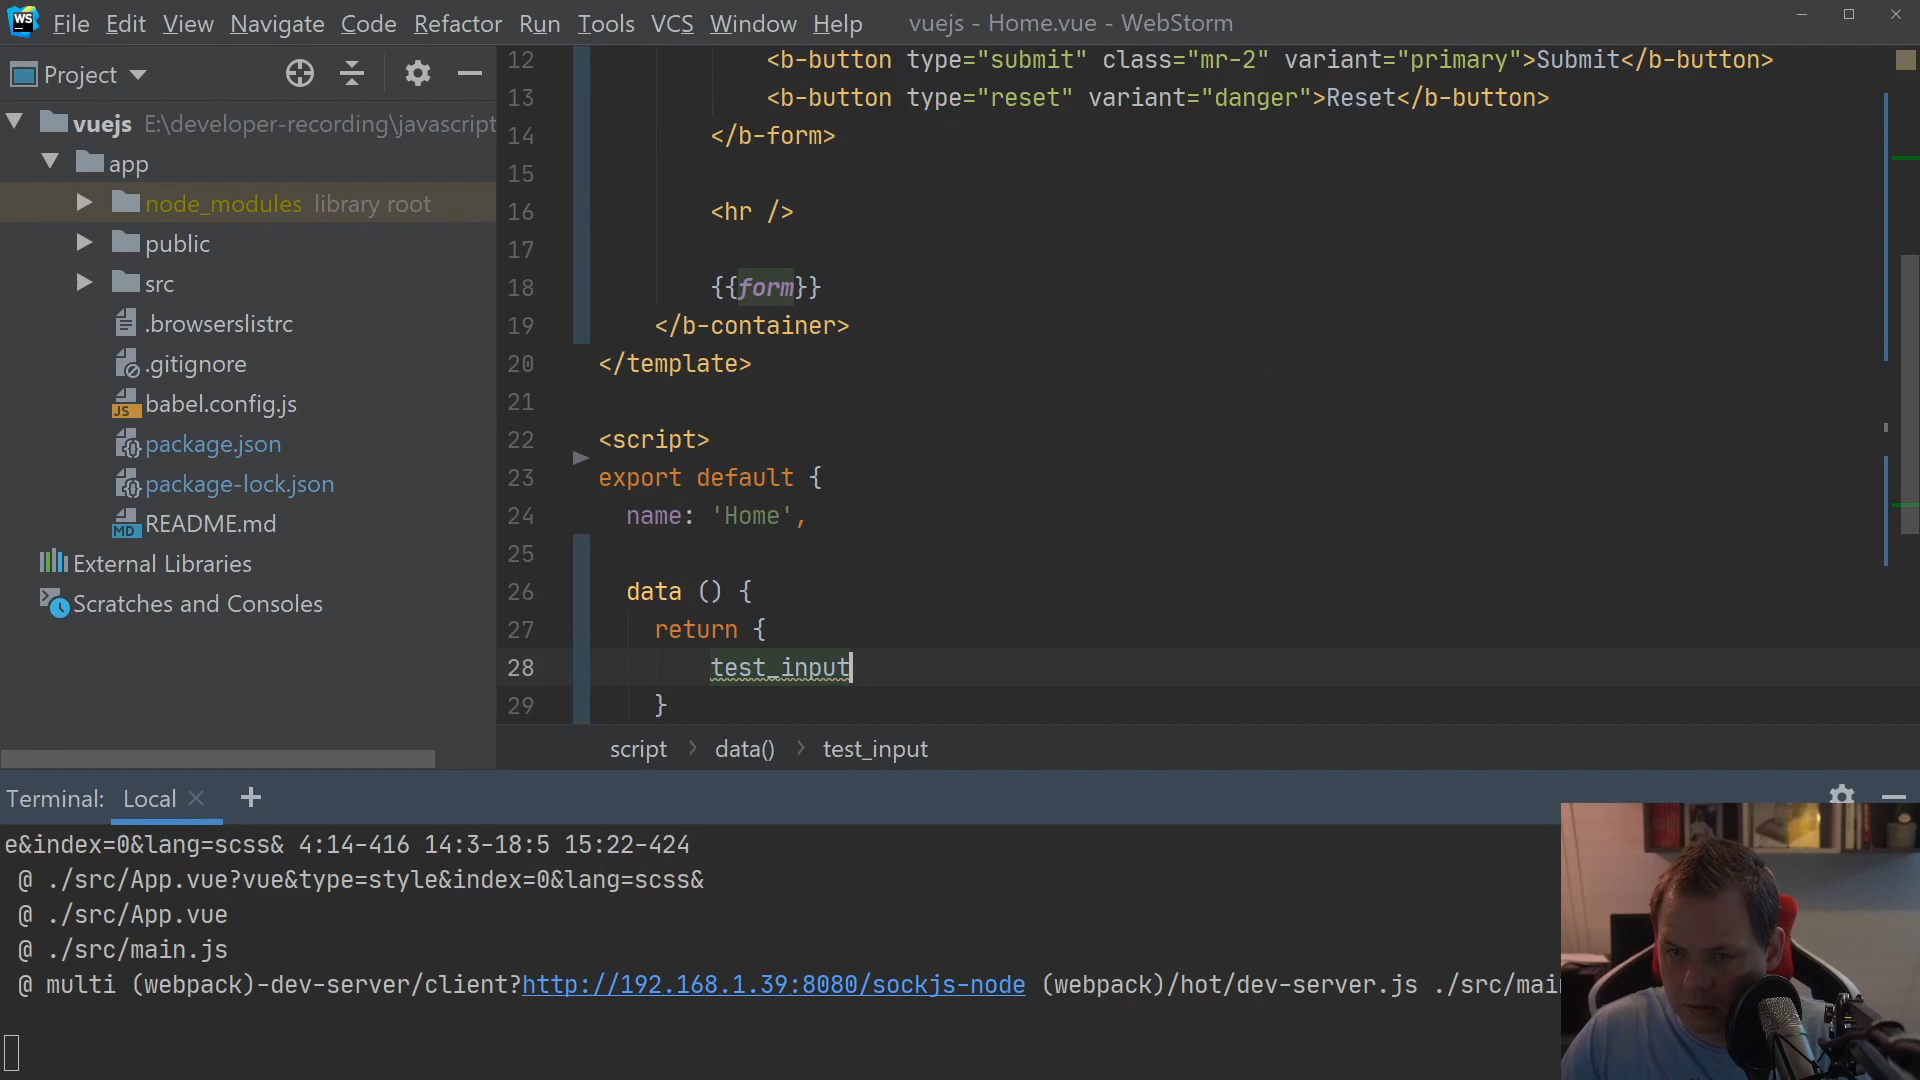 WS File Edit View Navigate Code Refactor Run Tools VCS Window Help vuejs - Home.vue - WebStorm
Project
vuejs E:\developer-recording\javascript
app
node_modules library root
public
src
.browserslistrc
.gitignore
JS babel.config.js
package.json
package-lock.json
MD README.md
External Libraries
Scratches and Consoles
12 <b-button type="submit" class="mr-2" variant="primary">Submit</b-button>
13 <b-button type="reset" variant="danger">Reset</b-button>
14 </b-form>
15
16 <hr />
17
18 {{form}}
19 </b-container>
20 </template>
21
22 <script>
23 export default {
24 name: 'Home',
25
26 data () {
27 return {
28 test_input
29 }
script > data() > test_input
Terminal: Local × +
e&index=0&lang=scss& 4:14-416 14:3-18:5 15:22-424
@ ./src/App.vue?vue&type=style&index=0&lang=scss&
@ ./src/App.vue
@ ./src/main.js
@ multi (webpack)-dev-server/client?http://192.168.1.39:8080/sockjs-node (webpack)/hot/dev-server.js ./src/mai